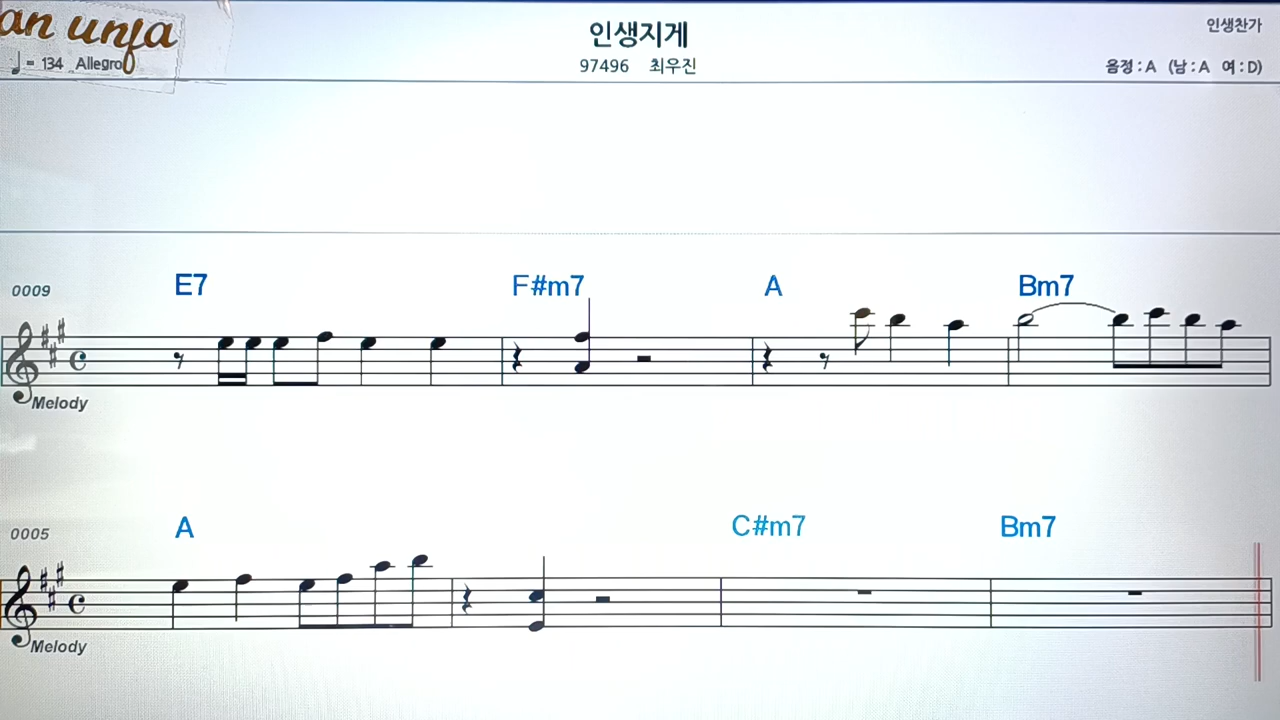 an unja
인생지게
인생찬가
♩ = 134 Allegro
97496 최우진
음정 : A (남 : A 여 : D)
0009
E7 F#m7 A Bm7
Melody
0005
A C#m7 Bm7
Melody